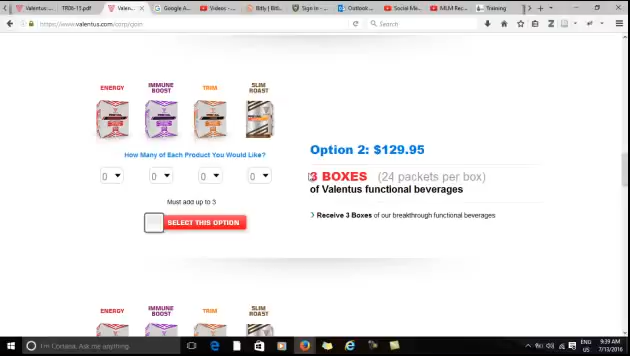 Valentus:
TRD6-11.pdf
Valen...
Google A...
Videos - ...
Bitly | Bitl...
Sign in - ...
Outlook ...
Social Me...
MLM Rec...
Training
https://www.valentus.com/corp/join
Search
ENERGY
IMMUNE
BOOST
TRIM
SLIM
ROAST
How Many of Each Product You Would Like?
0
0
0
0
Must add up to 3
SELECT THIS OPTION
Option 2: $129.95
3 BOXES (24 packets per box)
of Valentus functional beverages
Receive 3 Boxes of our breakthrough functional beverages
ENERGY
IMMUNE
BOOST
TRIM
SLIM
ROAST
I'm Cortana. Ask me anything.
ENG
US
9:39 AM
7/13/2016